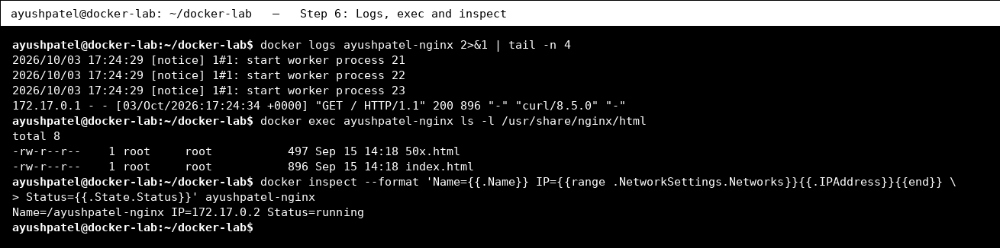 ayushpatel@docker-lab: ~/docker-lab  —  Step 6: Logs, exec and inspect
ayushpatel@docker-lab:~/docker-lab$ docker logs ayushpatel-nginx 2>&1 | tail -n 4
2026/10/03 17:24:29 [notice] 1#1: start worker process 21
2026/10/03 17:24:29 [notice] 1#1: start worker process 22
2026/10/03 17:24:29 [notice] 1#1: start worker process 23
172.17.0.1 - - [03/Oct/2026:17:24:34 +0000] "GET / HTTP/1.1" 200 896 "-" "curl/8.5.0" "-"
ayushpatel@docker-lab:~/docker-lab$ docker exec ayushpatel-nginx ls -l /usr/share/nginx/html
total 8
-rw-r--r--    1 root     root           497 Sep 15 14:18 50x.html
-rw-r--r--    1 root     root           896 Sep 15 14:18 index.html
ayushpatel@docker-lab:~/docker-lab$ docker inspect --format 'Name={{.Name}} IP={{range .NetworkSettings.Networks}}{{.IPAddress}}{{end}} \
> Status={{.State.Status}}' ayushpatel-nginx
Name=/ayushpatel-nginx IP=172.17.0.2 Status=running
ayushpatel@docker-lab:~/docker-lab$